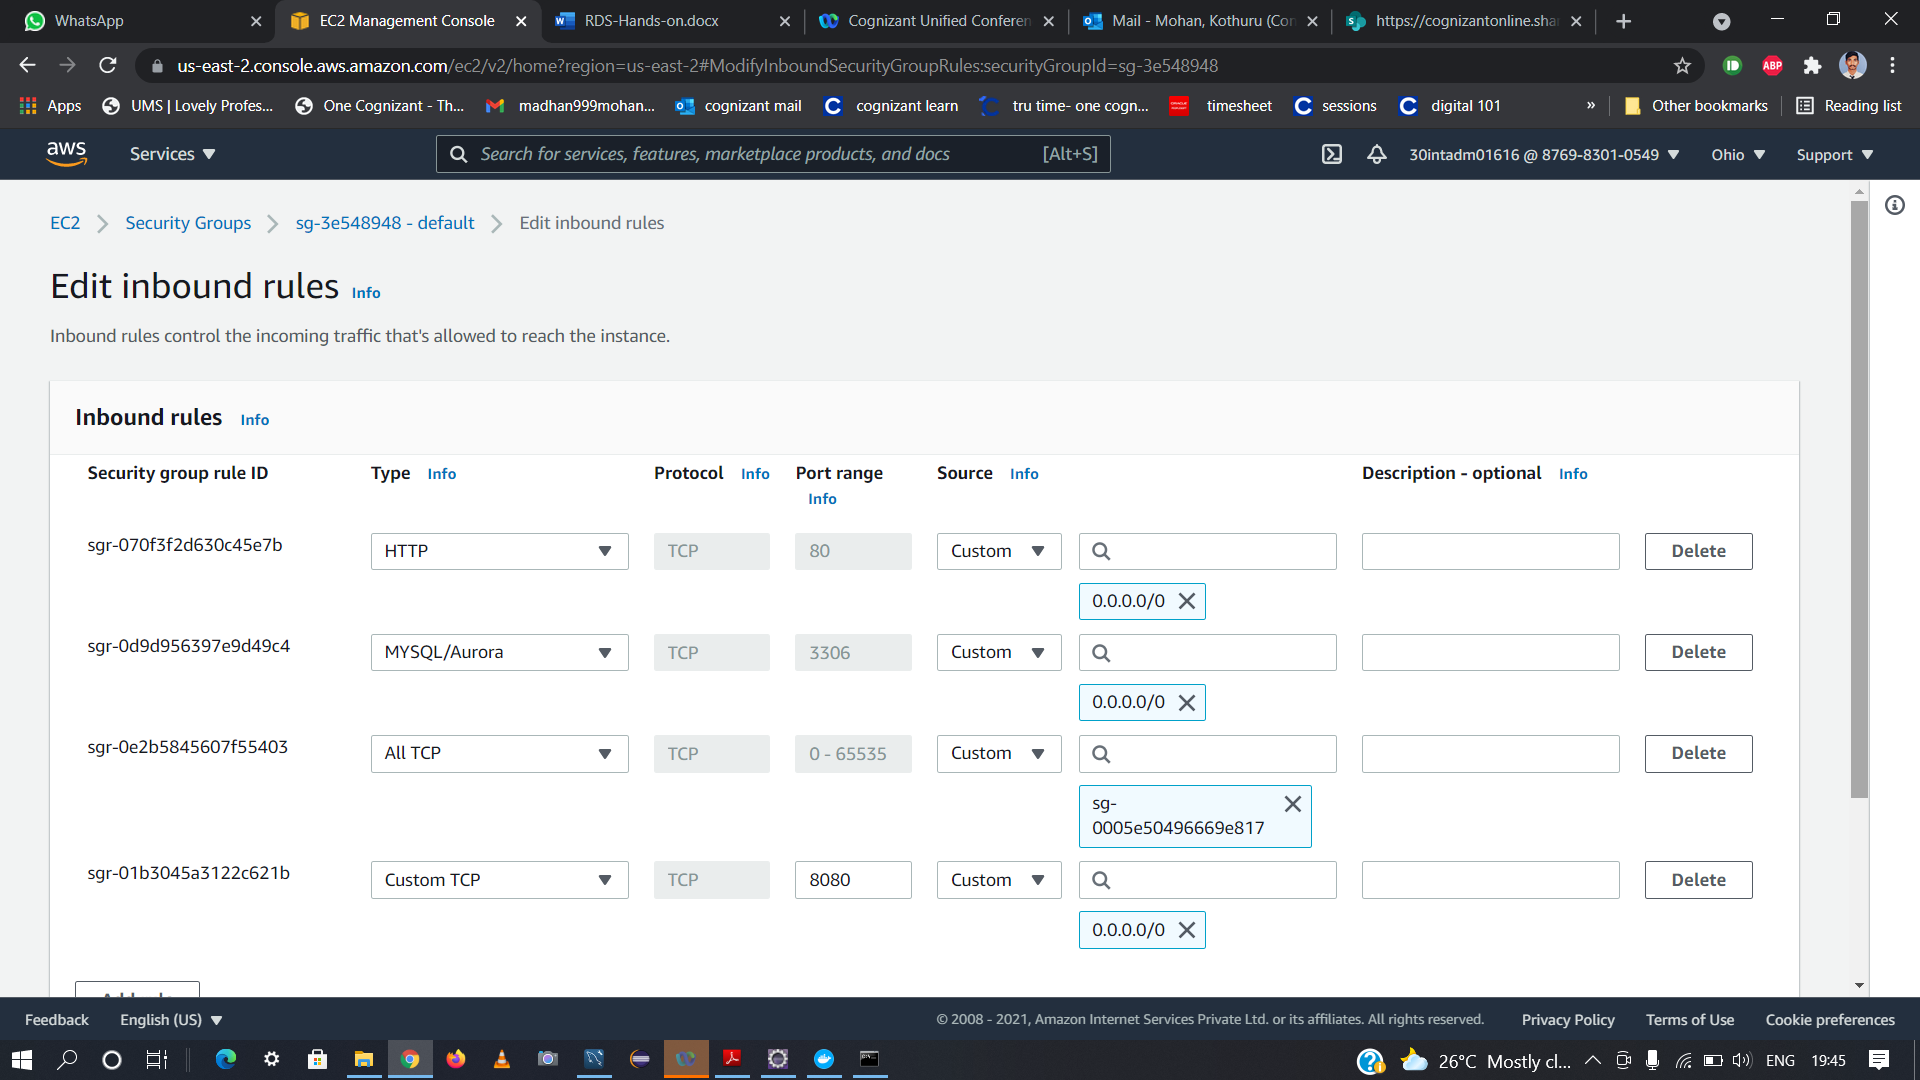 WhatsApp
EC2 Management Console
RDS-Hands-on.docx
Cognizant Unified Conferen
Mail - Mohan, Kothuru (Con
https://cognizantonline.sha
us-east-2.console.aws.amazon.com/ec2/v2/home?region=us-east-2#ModifyInboundSecurityGroupRules:securityGroupId=sg-3e548948
ABP
Apps
UMS | Lovely Profes...
One Cognizant - Th...
madhan999mohan...
cognizant mail
cognizant learn
tru time- one cogn...
timesheet
sessions
digital 101
»
Other bookmarks
Reading list
aws
Services
Search for services, features, marketplace products, and docs
[Alt+S]
30intadm01616 @ 8769-8301-0549
Ohio
Support
EC2
Security Groups
sg-3e548948 - default
Edit inbound rules
Edit inbound rules Info
Inbound rules control the incoming traffic that's allowed to reach the instance.
Inbound rules Info
Security group rule ID
Type Info
Protocol Info
Port range
Info
Source Info
Description - optional Info
sgr-070f3f2d630c45e7b
HTTP
TCP
80
Custom
Delete
0.0.0.0/0
sgr-0d9d956397e9d49c4
MYSQL/Aurora
TCP
3306
Custom
Delete
0.0.0.0/0
sgr-0e2b5845607f55403
All TCP
TCP
0 - 65535
Custom
Delete
sg-
0005e50496669e817
sgr-01b3045a3122c621b
Custom TCP
TCP
8080
Custom
Delete
0.0.0.0/0
Feedback
English (US)
© 2008 - 2021, Amazon Internet Services Private Ltd. or its affiliates. All rights reserved.
Privacy Policy
Terms of Use
Cookie preferences
26°C Mostly cl...
ENG
19:45